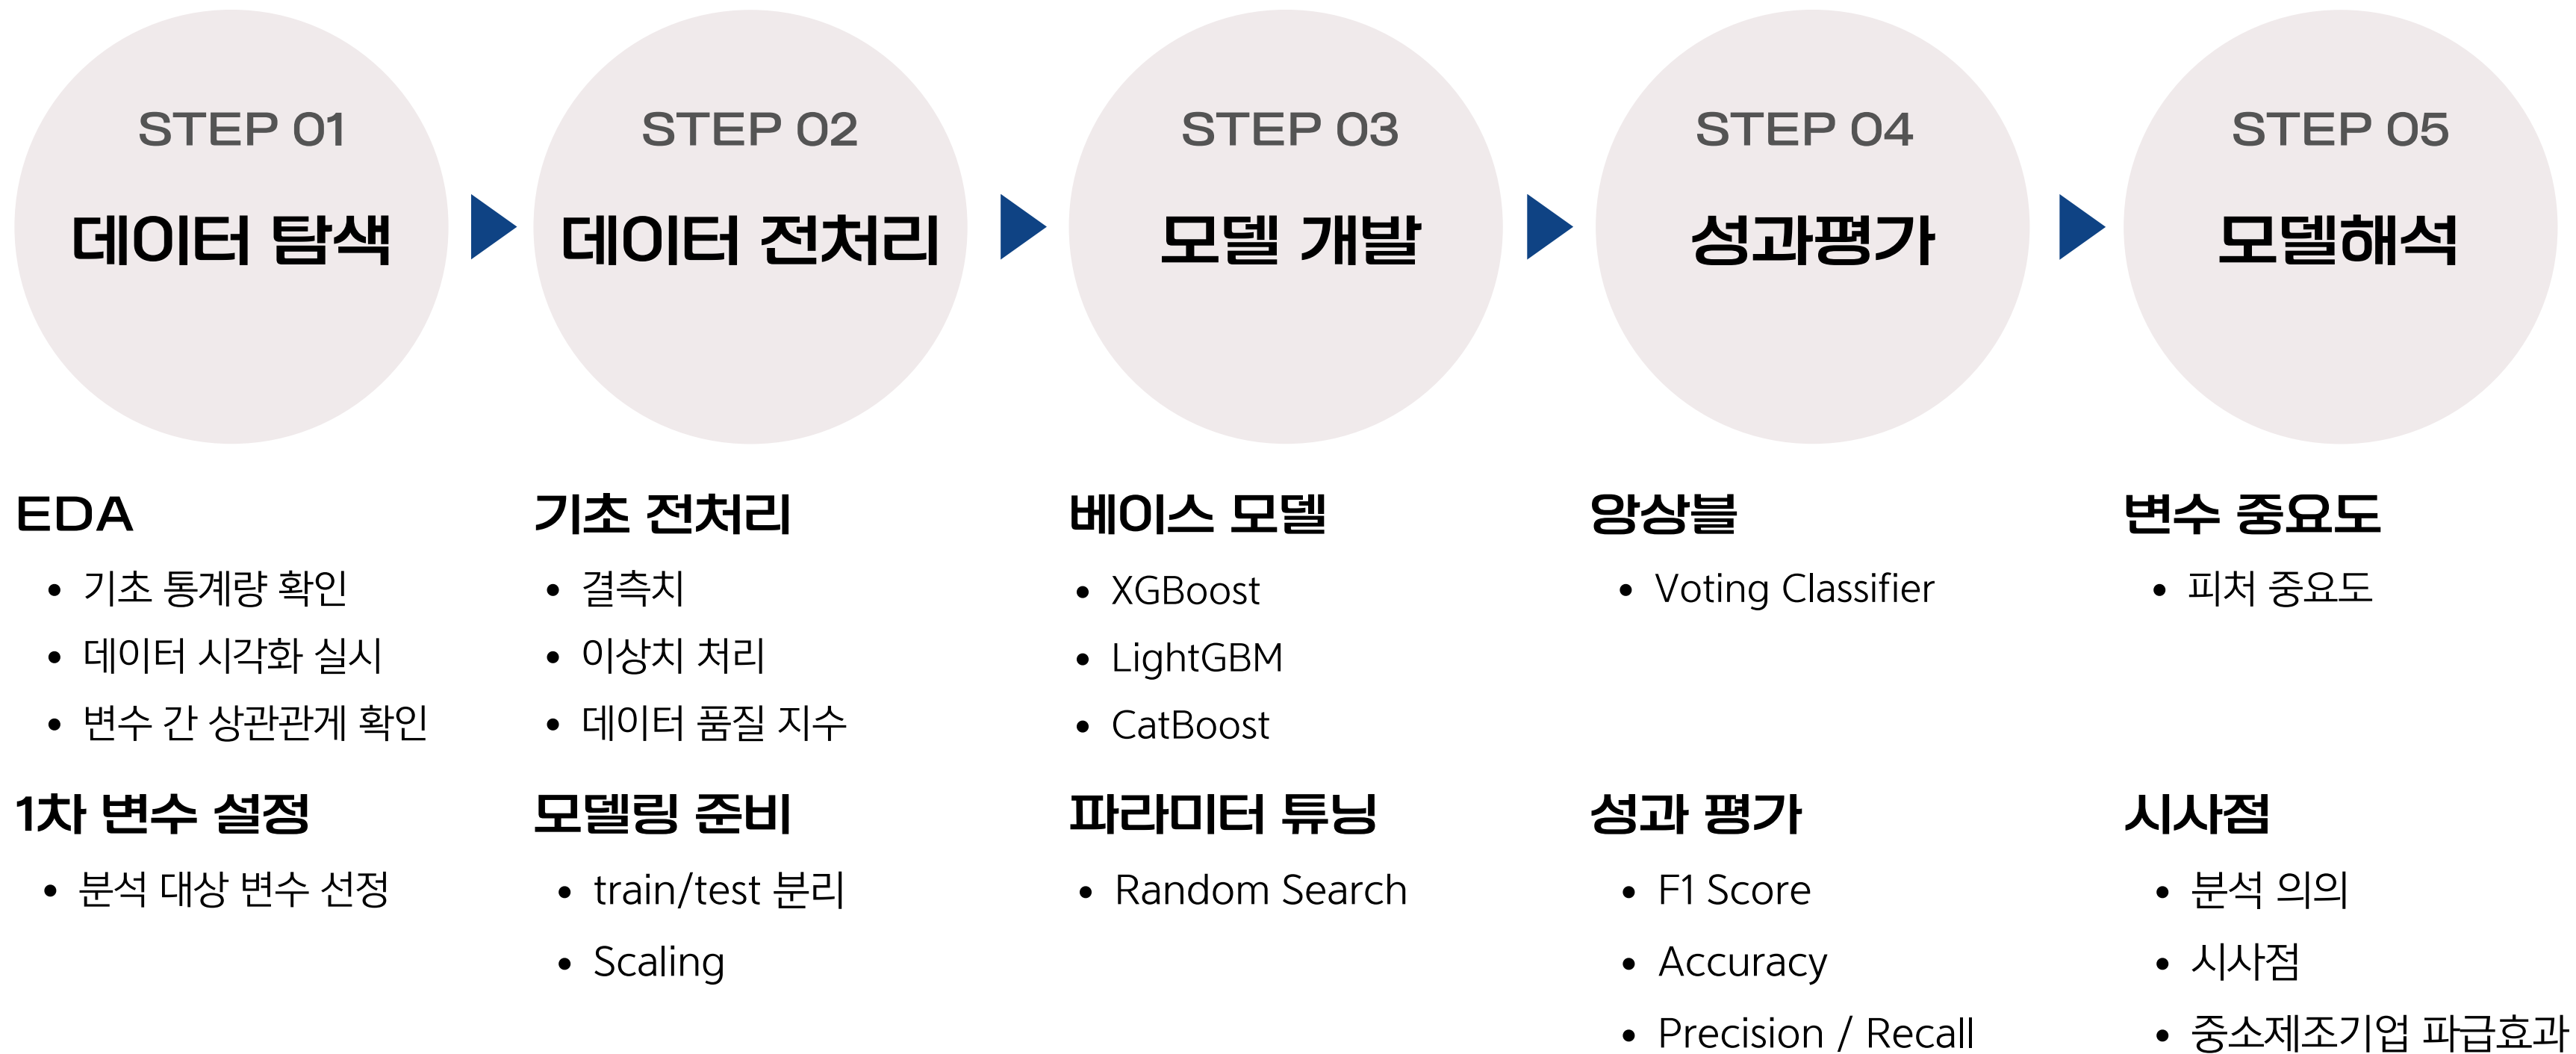 STEP 01
데이터 탐색
STEP 02
데이터 전처리
STEP 03
모델 개발
STEP 04
성과평가
STEP 05
모델해석
EDA
• 기초 통계량 확인
• 데이터 시각화 실시
• 변수 간 상관관게 확인
1차 변수 설정
• 분석 대상 변수 선정
기초 전처리
• 결측치
• 이상치 처리
• 데이터 품질 지수
모델링 준비
• train/test 분리
• Scaling
베이스 모델
• XGBoost
• LightGBM
• CatBoost
파라미터 튜닝
• Random Search
앙상블
• Voting Classifier
성과 평가
• F1 Score
• Accuracy
• Precision / Recall
변수 중요도
• 피처 중요도
시사점
• 분석 의의
• 시사점
• 중소제조기업 파급효과